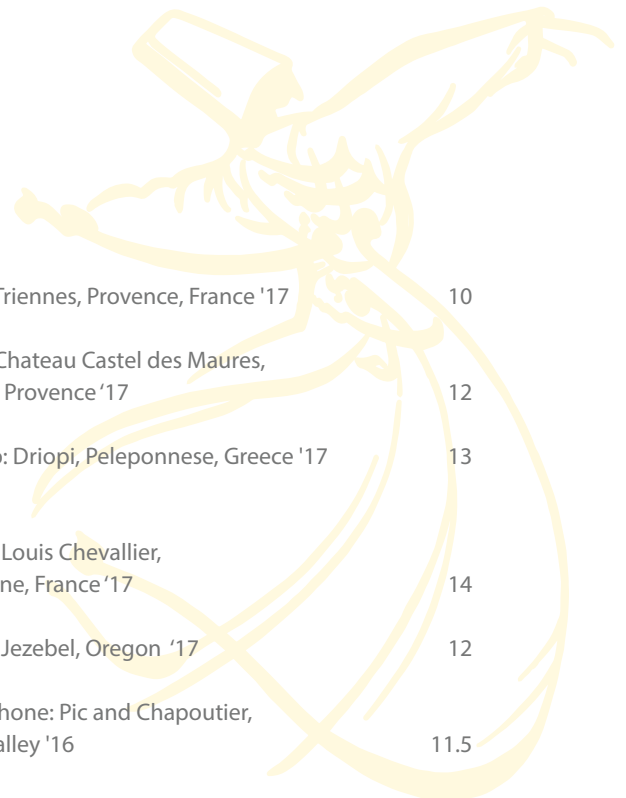 Triennes, Provence, France '17 10
Chateau Castel des Maures,
Provence ‘17 12
: Driopi, Peleponnese, Greece '17 13
Louis Chevallier,
ne, France ‘17 14
Jezebel, Oregon ‘17 12
hone: Pic and Chapoutier,
alley '16 11.5